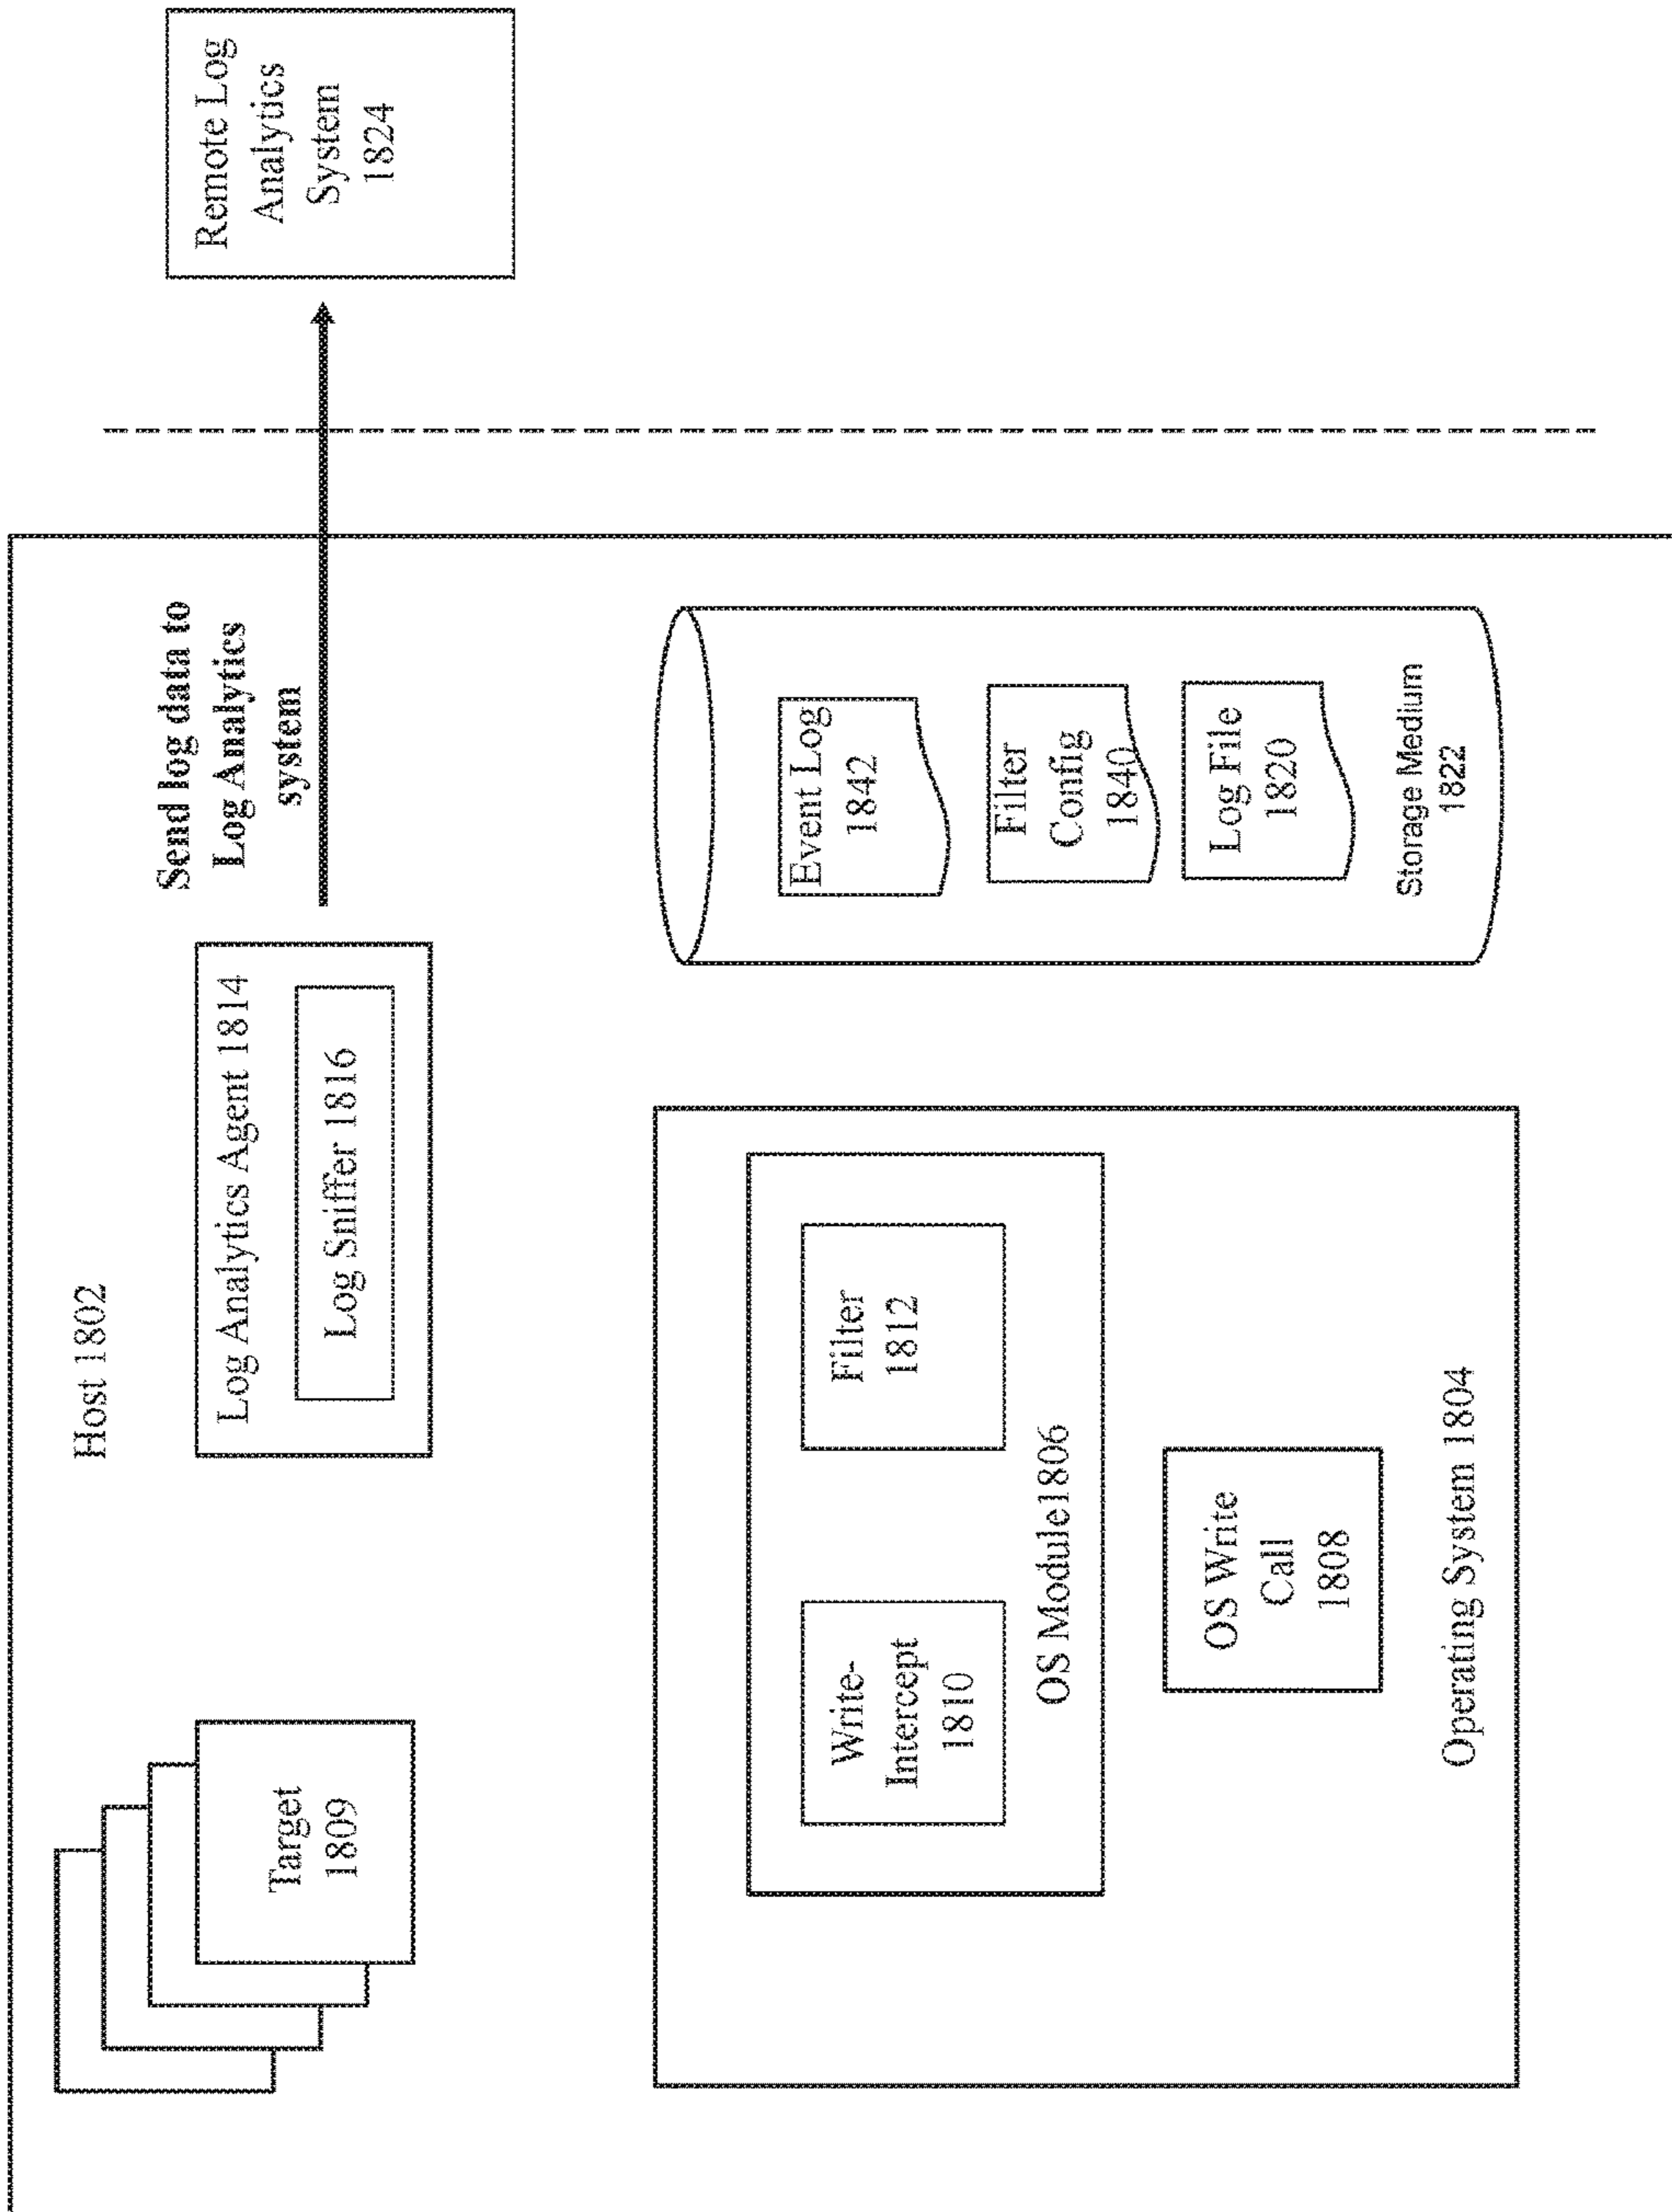 Host 1802
Target
1809
Log Analytics Agent 1814
Log Sniffer 1816
Send log data to
Log Analytics
system
Remote Log
Analytics
System
1824
Write-
Intercept
1810
Filter
1812
OS Module1806
OS Write
Call
1808
Operating System 1804
Event Log
1842
Filter
Config
1840
Log File
1820
Storage Medium
1822